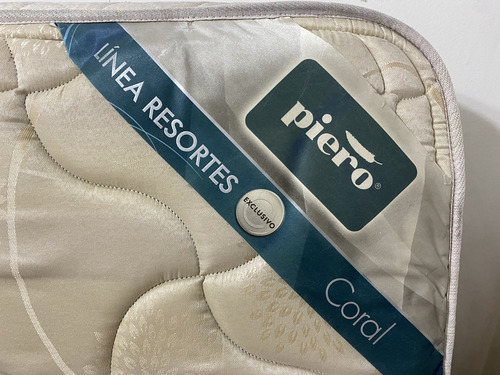 LÍNEA RESORTES
EXCLUSIVO
piero®
Coral